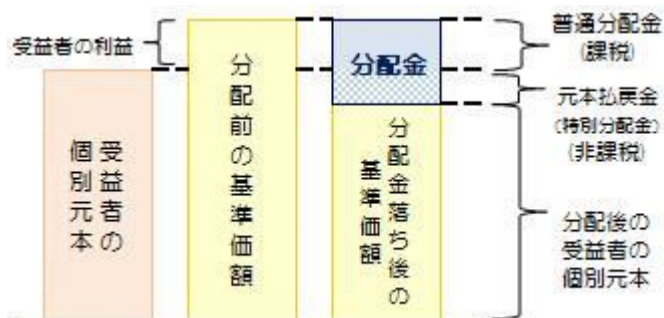 受益者の利益
受益者の
個別元本
分配前の基準価額
分配金
分配金落ち後の
基準価額
普通分配金
(課税)
元本払戻金
(特別分配金)
(非課税)
分配後の
受益者の
個別元本